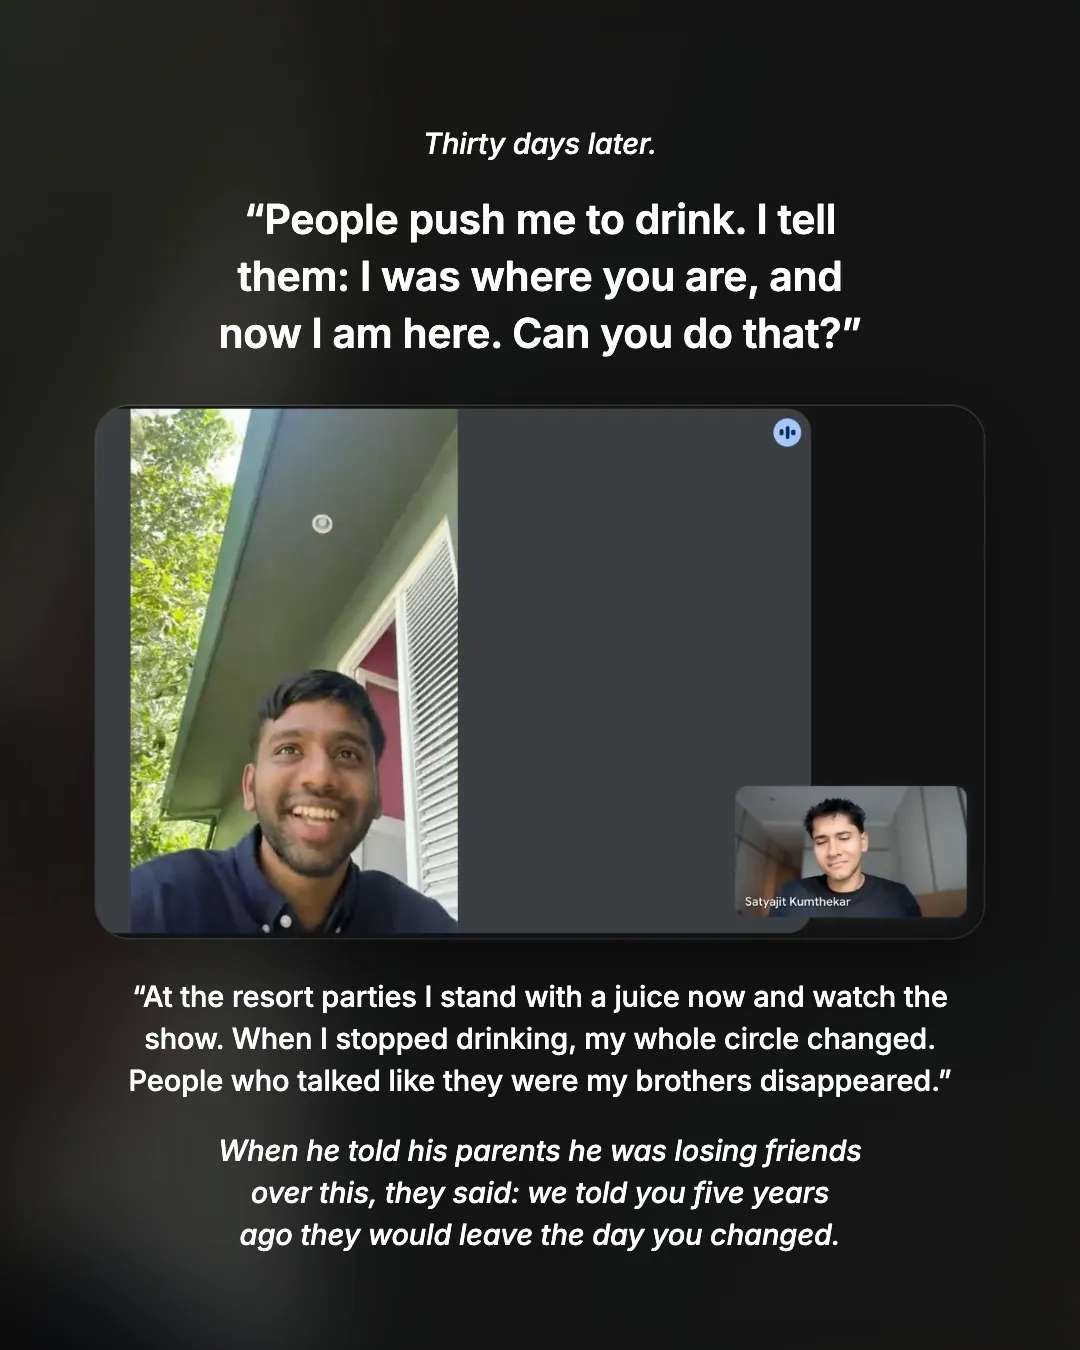 Thirty days later.
“People push me to drink. I tell
them: I was where you are, and
now I am here. Can you do that?”
Satyajit Kumthekar
“At the resort parties I stand with a juice now and watch the
show. When I stopped drinking, my whole circle changed.
People who talked like they were my brothers disappeared.”
When he told his parents he was losing friends
over this, they said: we told you five years
ago they would leave the day you changed.